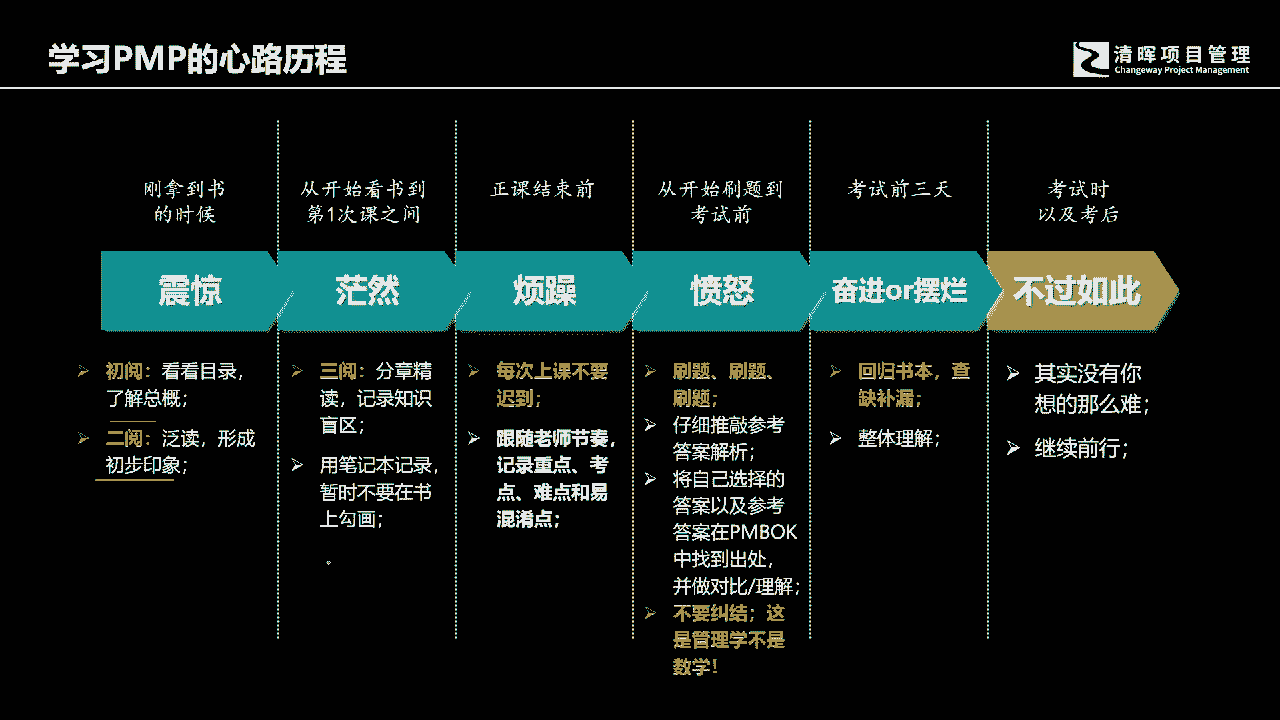 学习PMP的心路历程
清晖项目管理
Changeway Project Management
刚拿到书
的时候
震惊
初阅：看看目录，
了解总概；
二阅：泛读，形成
初步印象；
从开始看书到
第1次课之间
茫然
三阅：分章精
读，记录知识
盲区；
用笔记本记录，
暂时不要在书
上勾画；
正课结束前
烦躁
每次上课不要
迟到；
跟随老师节奏，
记录重点、考
点、难点和易
混淆点；
从开始刷题到
考试前
愤怒
刷题、刷题、
刷题；
仔细推敲参考
答案解析；
将自己选择的
答案以及参考
答案在PMBOK
中找到出处，
并做对比/理解；
不要纠结；这
是管理学不是
数学！
考试前三天
奋进or摆烂
回归书本，查
缺补漏；
整体理解；
考试时
以及考后
不过如此
其实没有你
想的那么难；
继续前行；